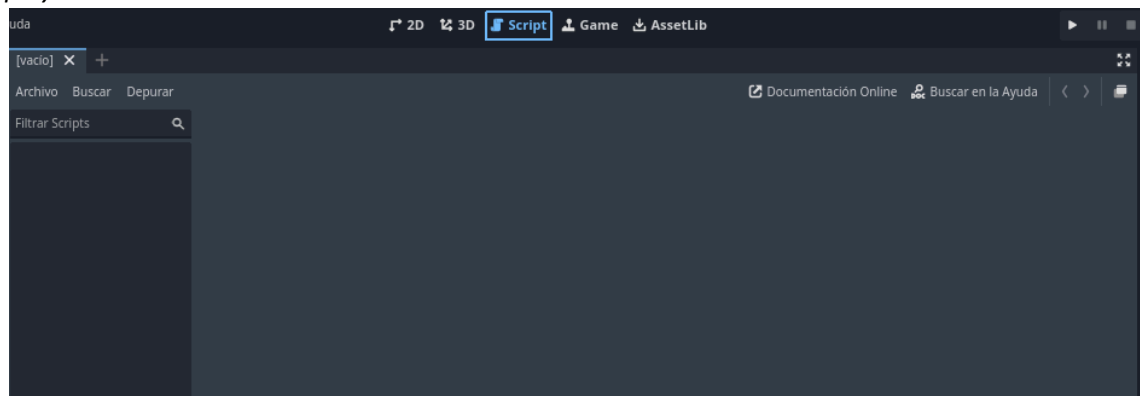 uda 2D 3D Script Game AssetLib
[vacío] +
Archivo Buscar Depurar Documentación Online Buscar en la Ayuda
Filtrar Scripts